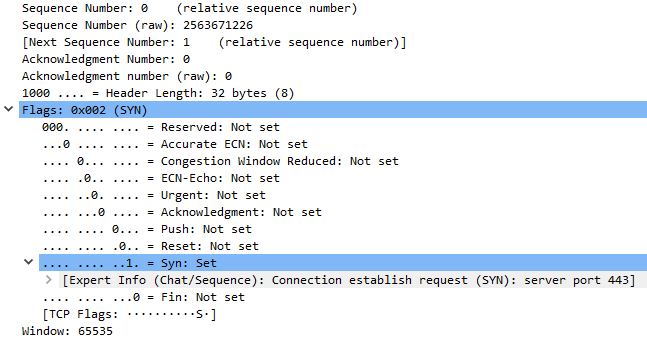 Sequence Number: 0    (relative sequence number)
Sequence Number (raw): 2563671226
[Next Sequence Number: 1    (relative sequence number)]
Acknowledgment Number: 0
Acknowledgment number (raw): 0
1000 .... = Header Length: 32 bytes (8)
Flags: 0x002 (SYN)
000. .... .... = Reserved: Not set
...0 .... .... = Accurate ECN: Not set
.... 0... .... = Congestion Window Reduced: Not set
.... .0.. .... = ECN-Echo: Not set
.... ..0. .... = Urgent: Not set
.... ...0 .... = Acknowledgment: Not set
.... .... 0... = Push: Not set
.... .... .0.. = Reset: Not set
.... .... ..1. = Syn: Set
[Expert Info (Chat/Sequence): Connection establish request (SYN): server port 443]
.... .... ...0 = Fin: Not set
[TCP Flags: ··········S·]
Window: 65535